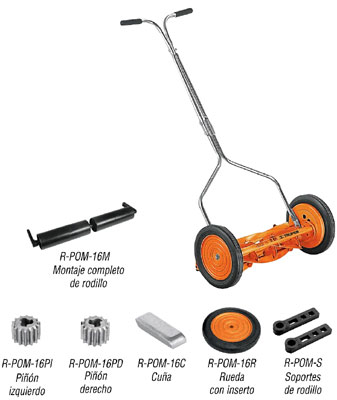 TRUPER
R-POM-16M
Montaje completo
de rodillo
R-POM-16PI
Piñón
izquierdo
R-POM-16PD
Piñón
derecho
R-POM-16C
Cuña
R-POM-16R
Rueda
con inserto
R-POM-S
Soportes
de rodillo